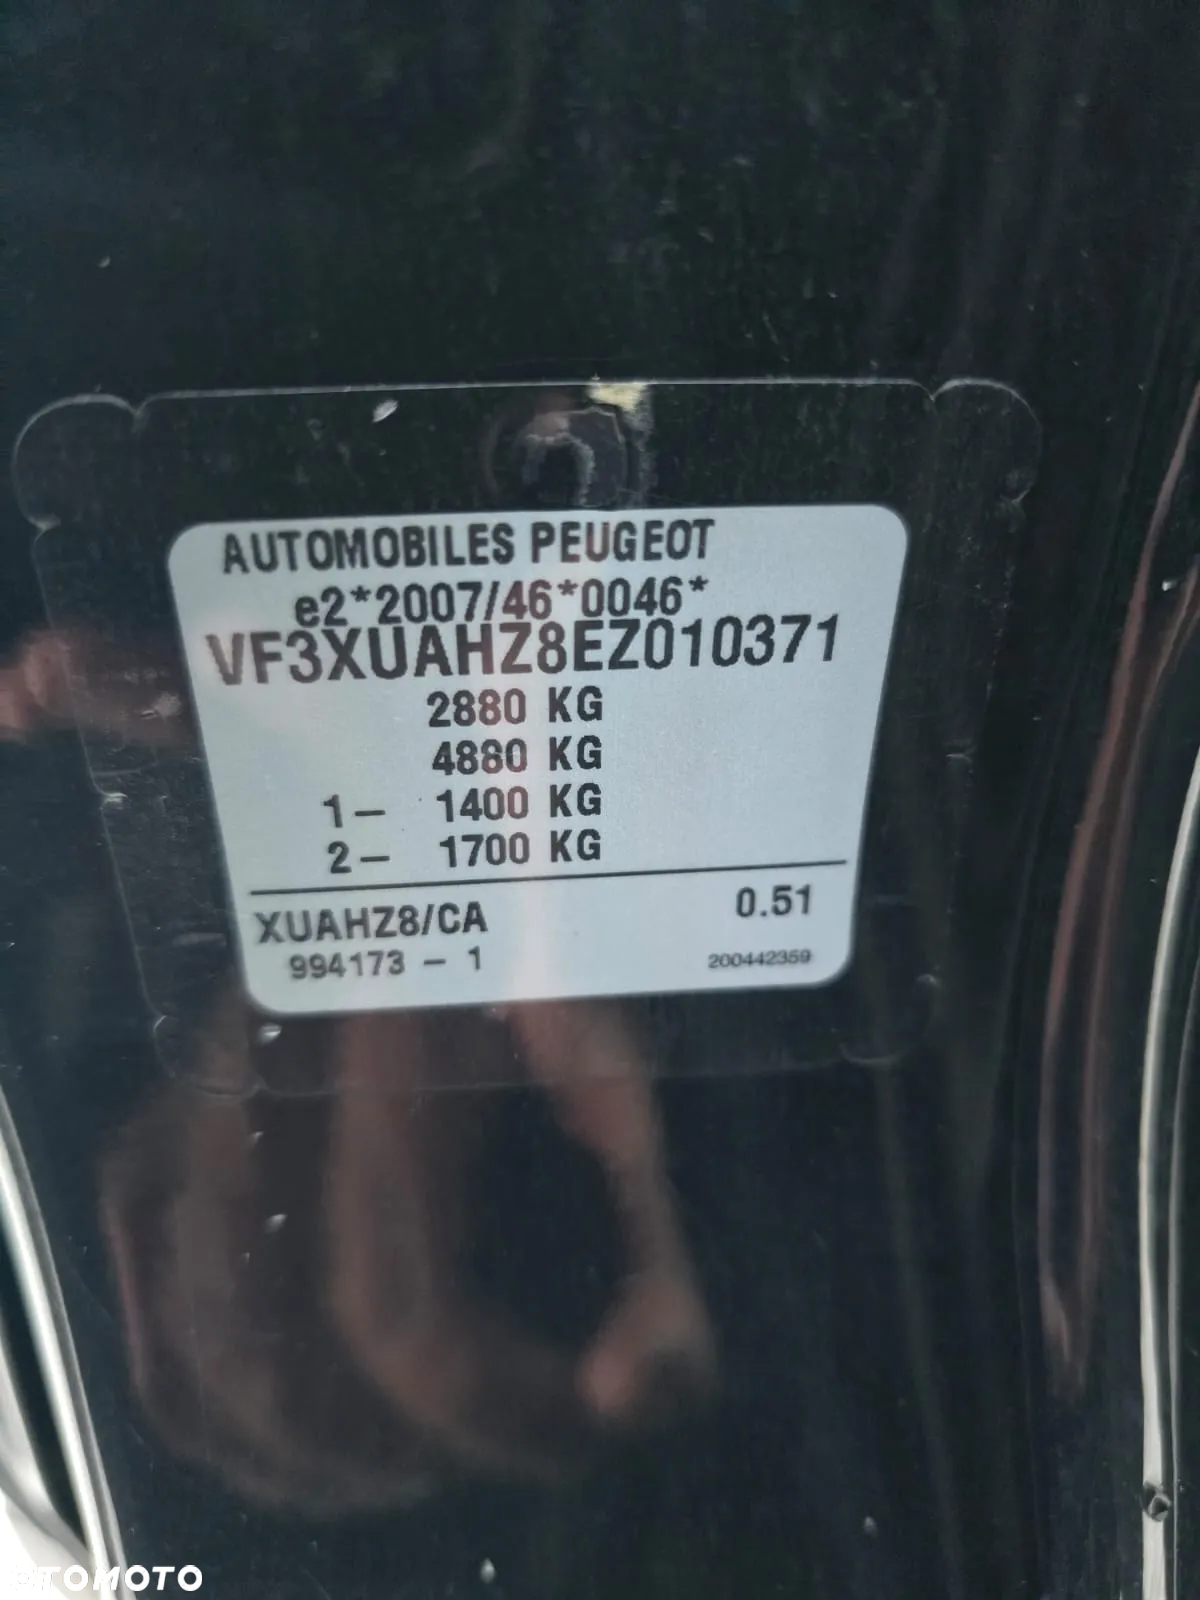 AUTOMOBILES PEUGEOT
e2*2007/46*0046*
VF3XUAHZ8EZ010371
2880 KG
4880 KG
1- 1400 KG
2- 1700 KG
XUAHZ8/CA 0.51
994173 - 1 200442359
OTOMOTO